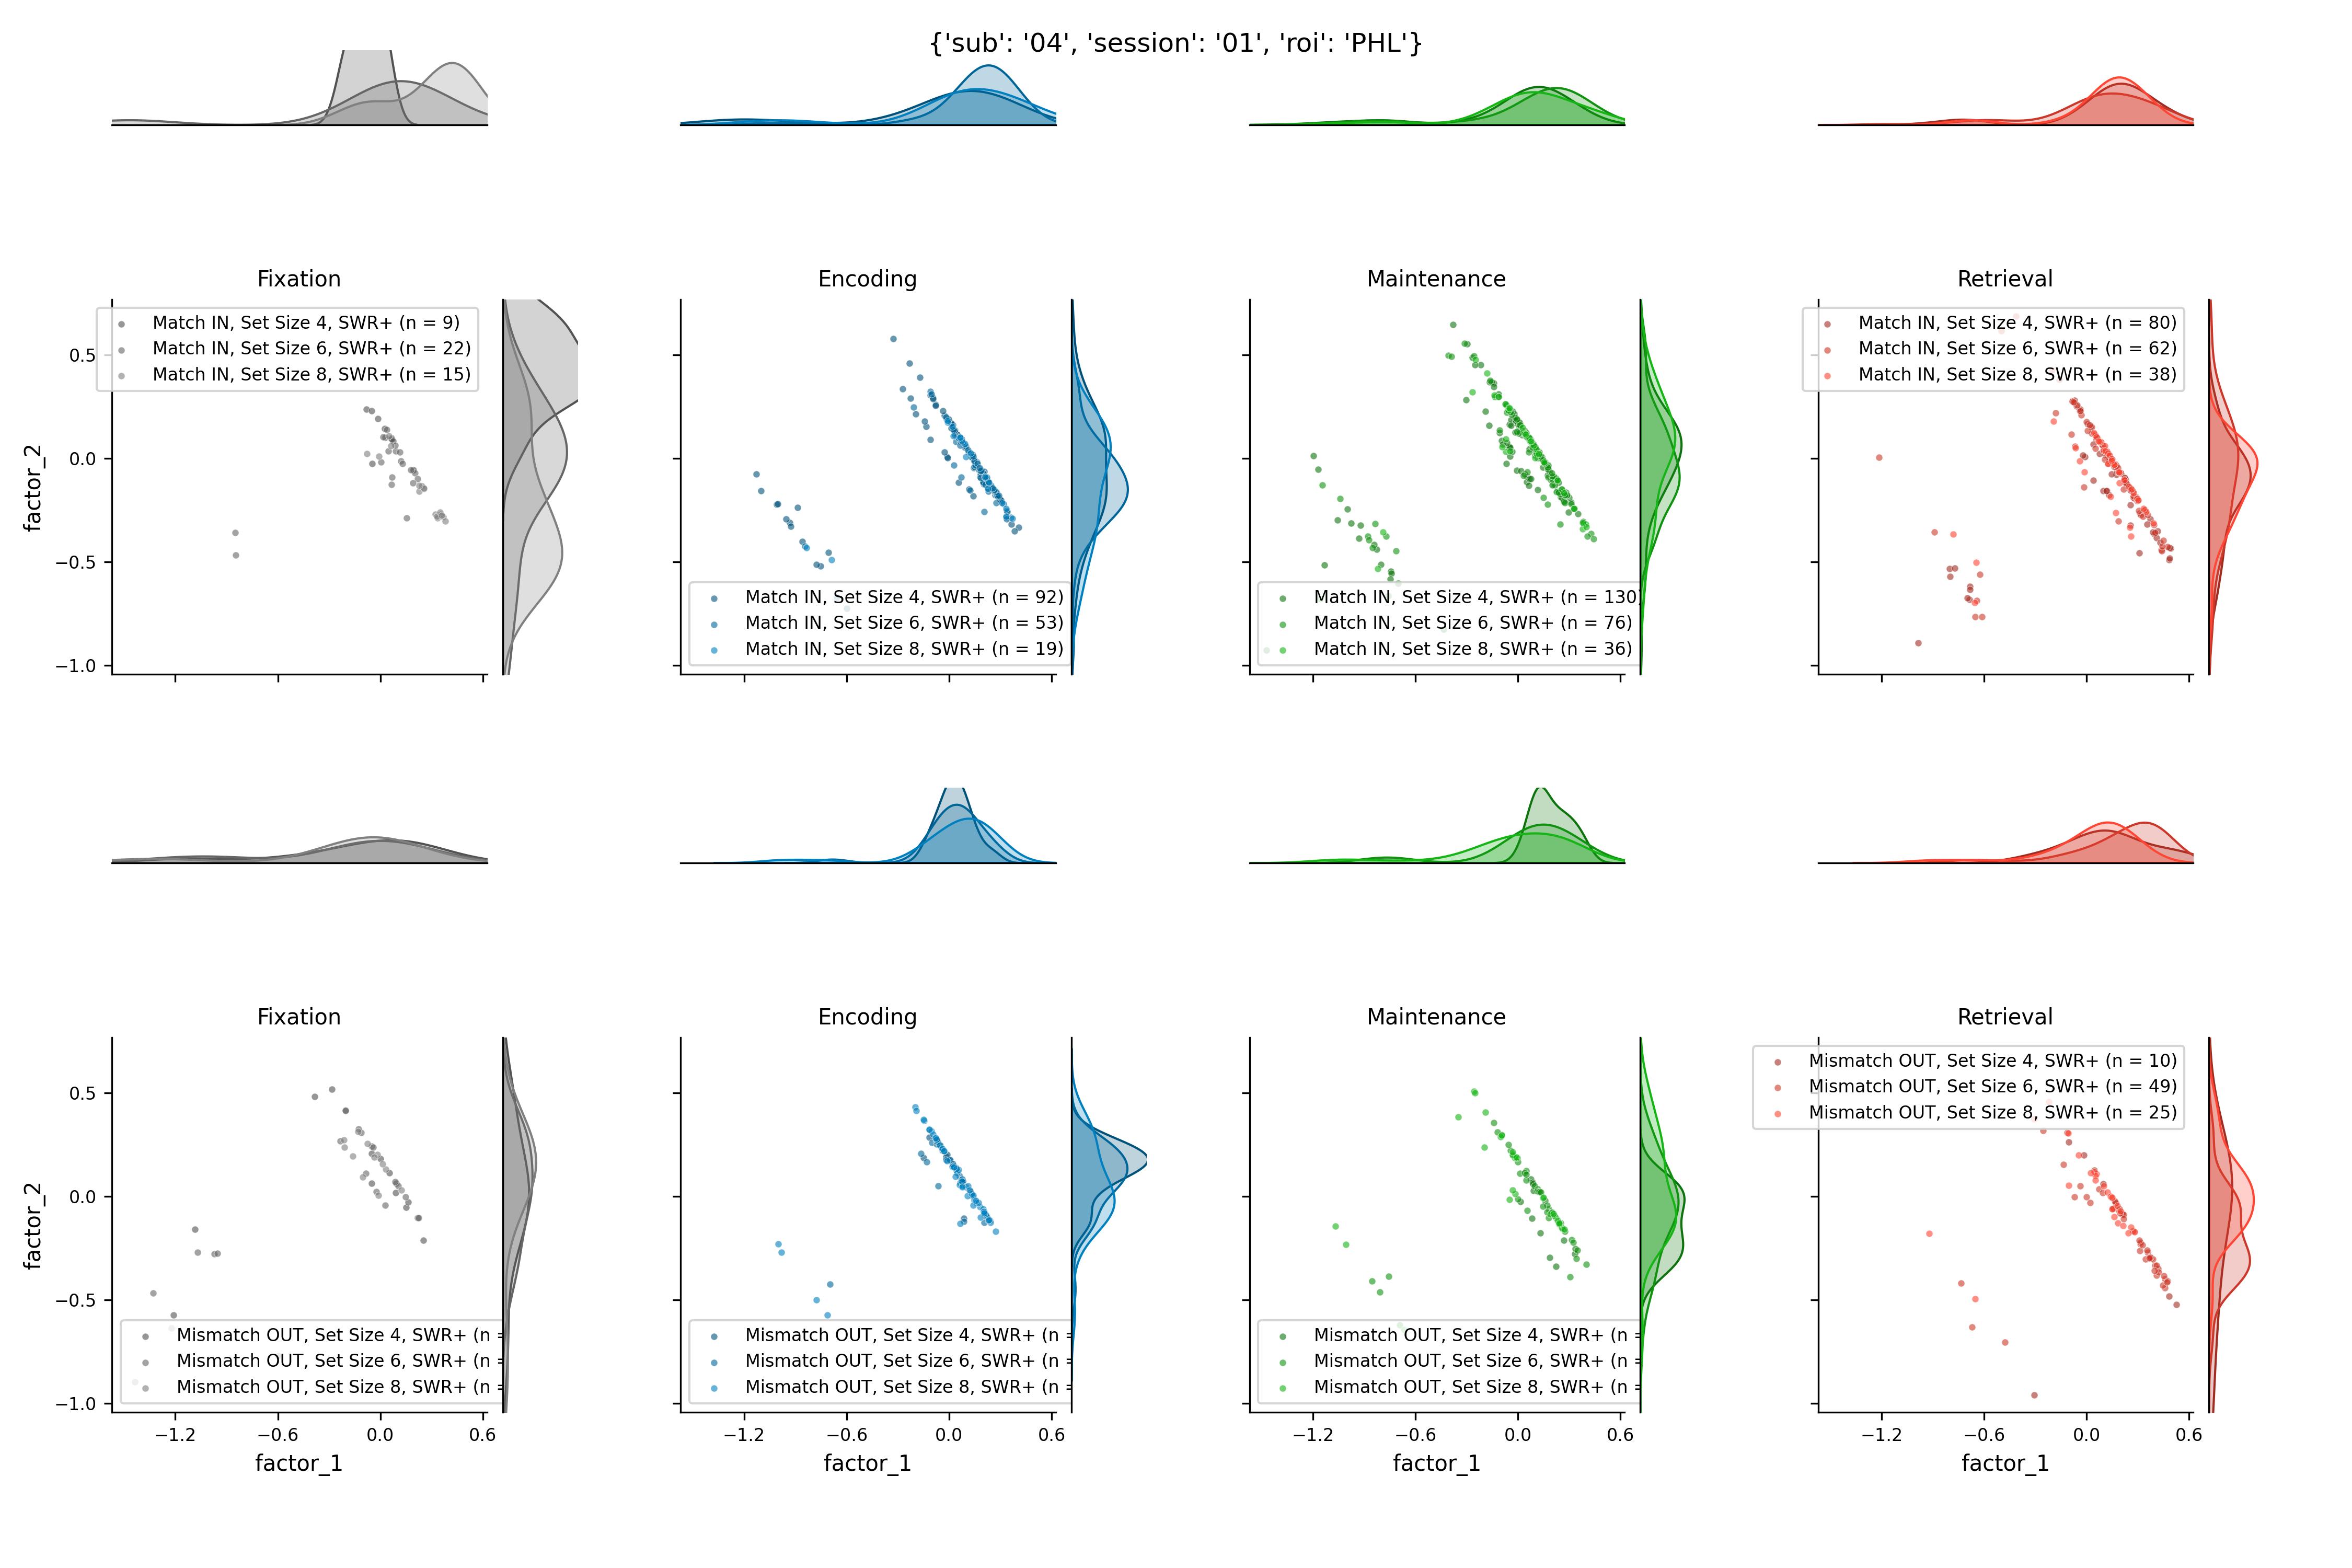 {'sub': '04', 'session': '01', 'roi': 'PHL'}
Fixation
Encoding
Maintenance
Retrieval
Match IN, Set Size 4, SWR+ (n = 9)
Match IN, Set Size 6, SWR+ (n = 22)
Match IN, Set Size 8, SWR+ (n = 15)
0.5
0.0
−0.5
−1.0
factor_2
Match IN, Set Size 4, SWR+ (n = 92)
Match IN, Set Size 6, SWR+ (n = 53)
Match IN, Set Size 8, SWR+ (n = 19)
Match IN, Set Size 4, SWR+ (n = 130
Match IN, Set Size 6, SWR+ (n = 76)
Match IN, Set Size 8, SWR+ (n = 36)
Match IN, Set Size 4, SWR+ (n = 80)
Match IN, Set Size 6, SWR+ (n = 62)
Match IN, Set Size 8, SWR+ (n = 38)
Fixation
Encoding
Maintenance
Retrieval
0.5
0.0
−0.5
−1.0
factor_2
Mismatch OUT, Set Size 4, SWR+ (n =
Mismatch OUT, Set Size 6, SWR+ (n =
Mismatch OUT, Set Size 8, SWR+ (n =
−1.2 −0.6 0.0 0.6
factor_1
Mismatch OUT, Set Size 4, SWR+ (n =
Mismatch OUT, Set Size 6, SWR+ (n =
Mismatch OUT, Set Size 8, SWR+ (n =
−1.2 −0.6 0.0 0.6
factor_1
Mismatch OUT, Set Size 4, SWR+ (n =
Mismatch OUT, Set Size 6, SWR+ (n =
Mismatch OUT, Set Size 8, SWR+ (n =
−1.2 −0.6 0.0 0.6
factor_1
Mismatch OUT, Set Size 4, SWR+ (n = 10)
Mismatch OUT, Set Size 6, SWR+ (n = 49)
Mismatch OUT, Set Size 8, SWR+ (n = 25)
−1.2 −0.6 0.0 0.6
factor_1